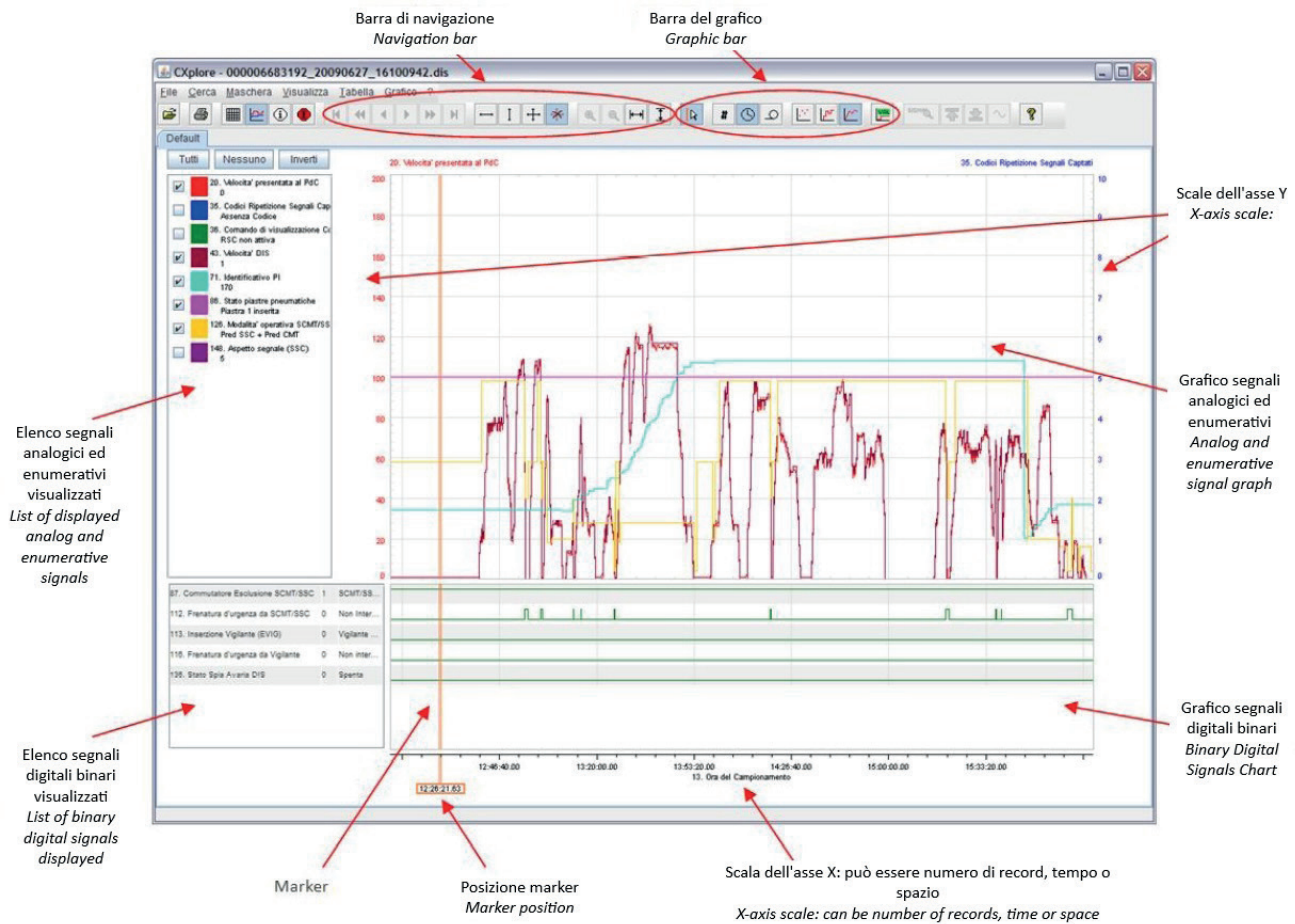 Barra di navigazione
Navigation bar
Barra del grafico
Graphic bar
CXplore - 000006683192_20090627_16100942.dis
File Cerca Maschera Visualizza Tabella Grafico ?
Default
Tutti Nessuno Inverti
20. Velocita' presentata al PdC
0
35. Codici Ripetizione Segnali Cap
Assenza Codice
36. Comando di visualizzazione Co
RSC non attiva
43. Velocita' DIS
1
71. Identificativo PI
170
86. Stato piastre pneumatiche
Piastra 1 inserita
126. Modalita' operativa SCMT/SS
Pred SSC + Pred CMT
148. Aspetto segnale (SSC)
5
20. Velocita' presentata al PdC
35. Codici Ripetizione Segnali Captati
200
180
160
140
120
100
80
60
40
20
0
10
9
8
7
6
5
4
3
2
1
0
Scale dell'asse Y
X-axis scale:
Grafico segnali
analogici ed
enumerativi
Analog and
enumerative
signal graph
Elenco segnali
analogici ed
enumerativi
visualizzati
List of displayed
analog and
enumerative
signals
87. Commutatore Esclusione SCMT/SSC 1 SCMT/SS...
112. Frenatura d'urgenza da SCMT/SSC 0 Non inter...
113. Inserzione Vigilante (EVIG) 0 Vigilante ...
116. Frenatura d'urgenza da Vigilante 0 Non inter...
136. Stato Spia Avaria DIS 0 Spenta
12:46:40.00 13:20:00.00 13:53:20.00 14:26:40.00 15:00:00.00 15:33:20.00
13. Ora del Campionamento
12:26:21.63
Grafico segnali
digitali binari
Binary Digital
Signals Chart
Elenco segnali
digitali binari
visualizzati
List of binary
digital signals
displayed
Marker
Posizione marker
Marker position
Scala dell'asse X: può essere numero di record, tempo o
spazio
X-axis scale: can be number of records, time or space